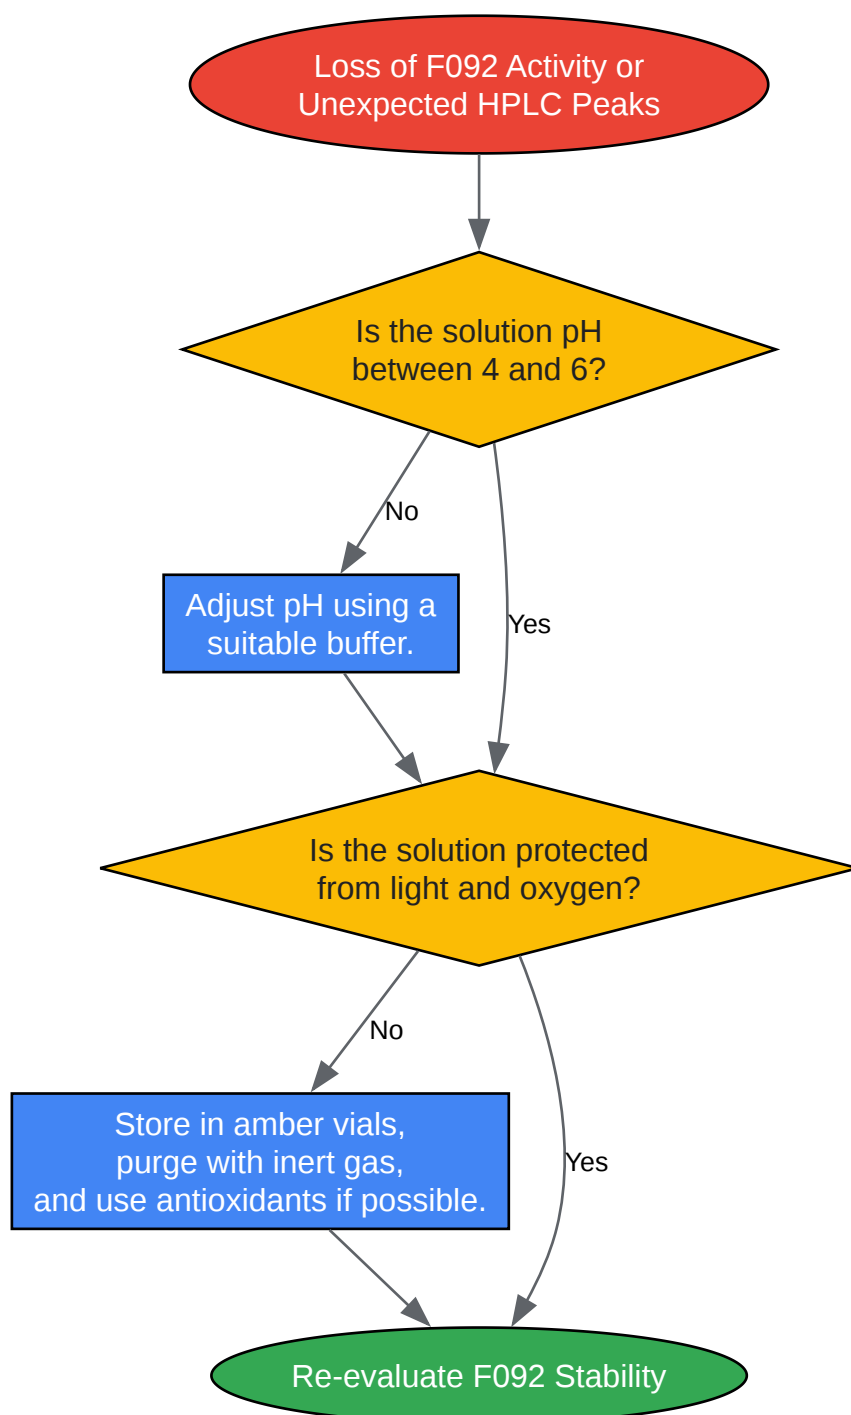 Loss of F092 Activity or
Unexpected HPLC Peaks
Is the solution pH
between 4 and 6?
No
Adjust pH using a
suitable buffer.
Yes
Is the solution protected
from light and oxygen?
No
Store in amber vials,
purge with inert gas,
and use antioxidants if possible.
Yes
Re-evaluate F092 Stability